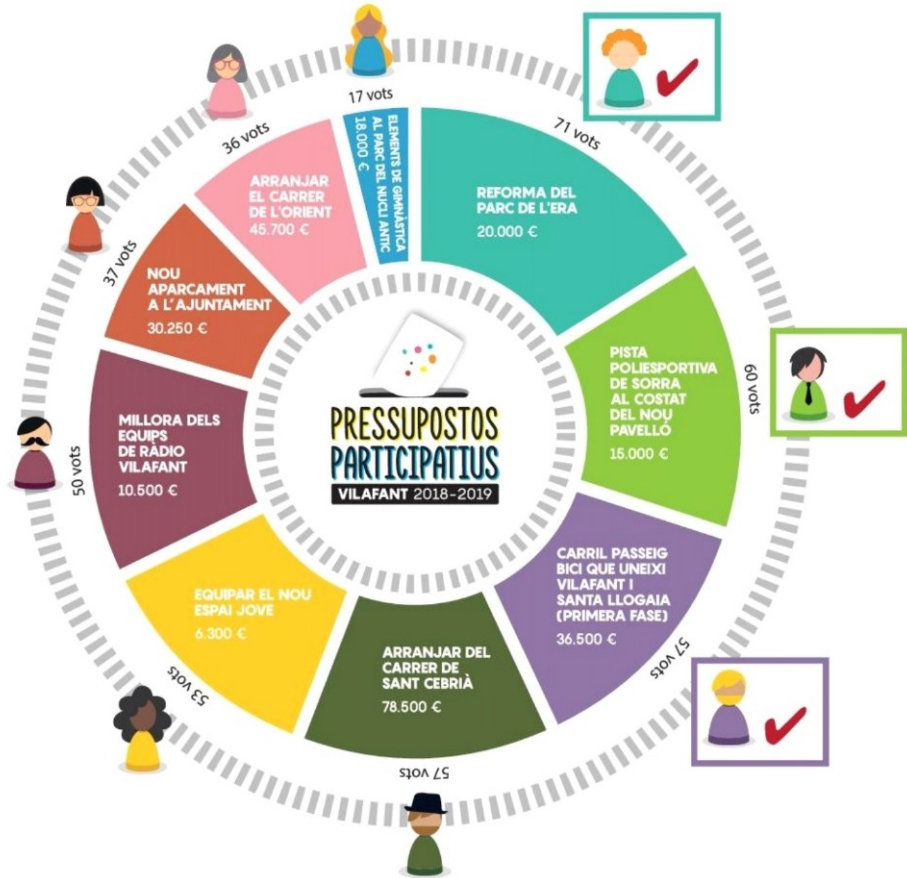 17 vots
ELEMENTS DE GIMNÀSTICA
AL PARC DEL NUCLI ANTIC
18.000 €
71 vots
REFORMA DEL
PARC DE L'ERA
20.000 €
60 vots
PISTA
POLIESPORTIVA
DE SORRA
AL COSTAT
DEL NOU
PAVELLÓ
15.000 €
57 vots
CARRIL PASSEIG
BICI QUE UNEIXI
VILAFANT I
SANTA LLOGAIA
(PRIMERA FASE)
36.500 €
57 vots
ARRANJAR DEL
CARRER DE
SANT CEBRIÀ
78.500 €
53 vots
EQUIPAR EL NOU
ESPAI JOVE
6.300 €
50 vots
MILLORA DELS
EQUIPS
DE RÀDIO
VILAFANT
10.500 €
37 vots
NOU
APARCAMENT
A L'AJUNTAMENT
30.250 €
36 vots
ARRANJAR
EL CARRER
DE L'ORIENT
45.700 €
PRESSUPOSTOS
PARTICIPATIUS
VILAFANT 2018-2019